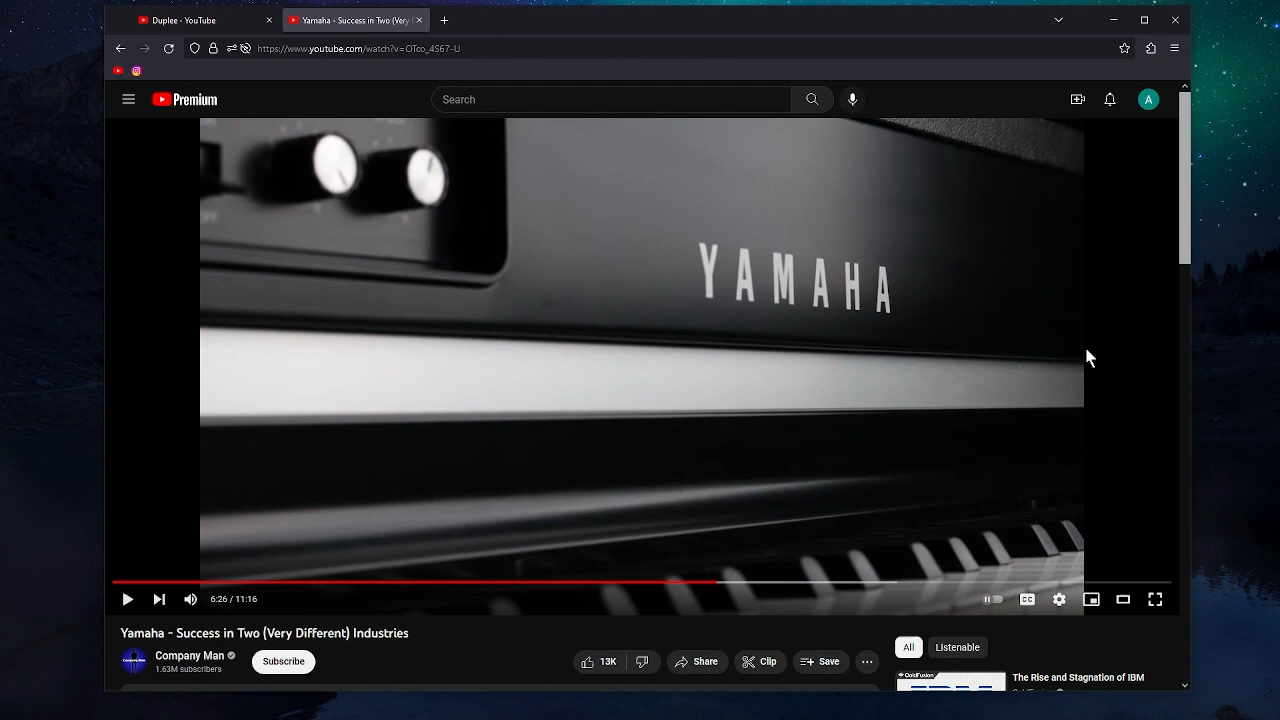 Duplee - YouTube
Yamaha - Success in Two (Very
https://www.youtube.com/watch?v=OTco_4S67-U
Premium
Search
A
YAMAHA
6:26 / 11:16
CC
Yamaha - Success in Two (Very Different) Industries
Company Man
1.63M subscribers
Subscribe
13K
Share
Clip
Save
All
Listenable
ColdFusion
The Rise and Stagnation of IBM